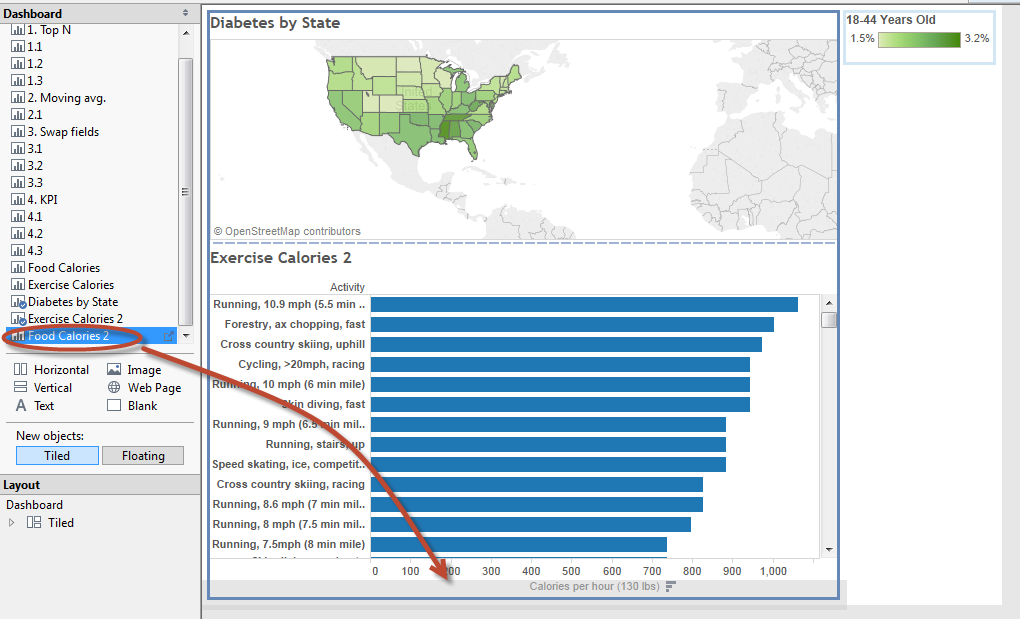 Dashboard
1. Top N
1.1
1.2
1.3
2. Moving avg.
2.1
3. Swap fields
3.1
3.2
3.3
4. KPI
4.1
4.2
4.3
Food Calories
Exercise Calories
Diabetes by State
Exercise Calories 2
Food Calories 2
Horizontal Image
Vertical Web Page
A Text Blank
New objects:
Tiled Floating
Layout
Dashboard
Tiled
Diabetes by State
United
States
© OpenStreetMap contributors
Exercise Calories 2
Activity
Running, 10.9 mph (5.5 min ..
Forestry, ax chopping, fast
Cross country skiing, uphill
Cycling, >20mph, racing
Running, 10 mph (6 min mile)
Skin diving, fast
Running, 9 mph (6.5 min mil..
Running, stairs, up
Speed skating, ice, competit..
Cross country skiing, racing
Running, 8.6 mph (7 min mil..
Running, 8 mph (7.5 min mil..
Running, 7.5mph (8 min mile)
0 100 200 300 400 500 600 700 800 900 1,000
Calories per hour (130 lbs)
18-44 Years Old
1.5% 3.2%